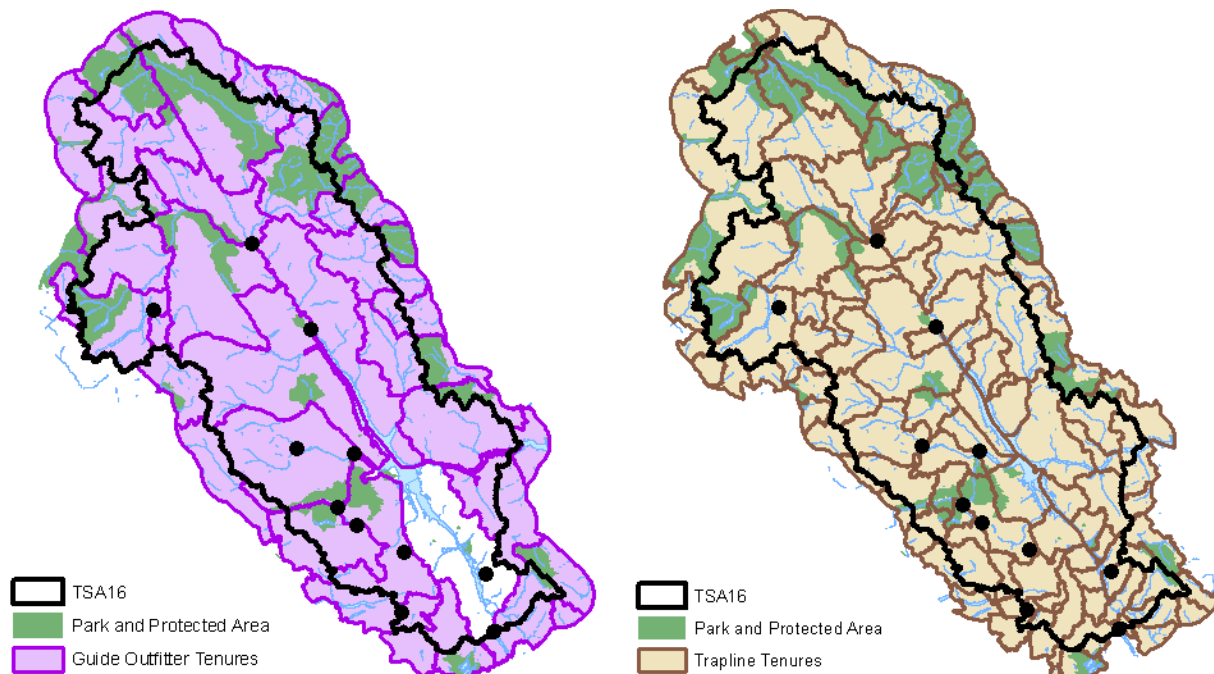 TSA16
Park and Protected Area
Guide Outfitter Tenures
TSA16
Park and Protected Area
Trapline Tenures